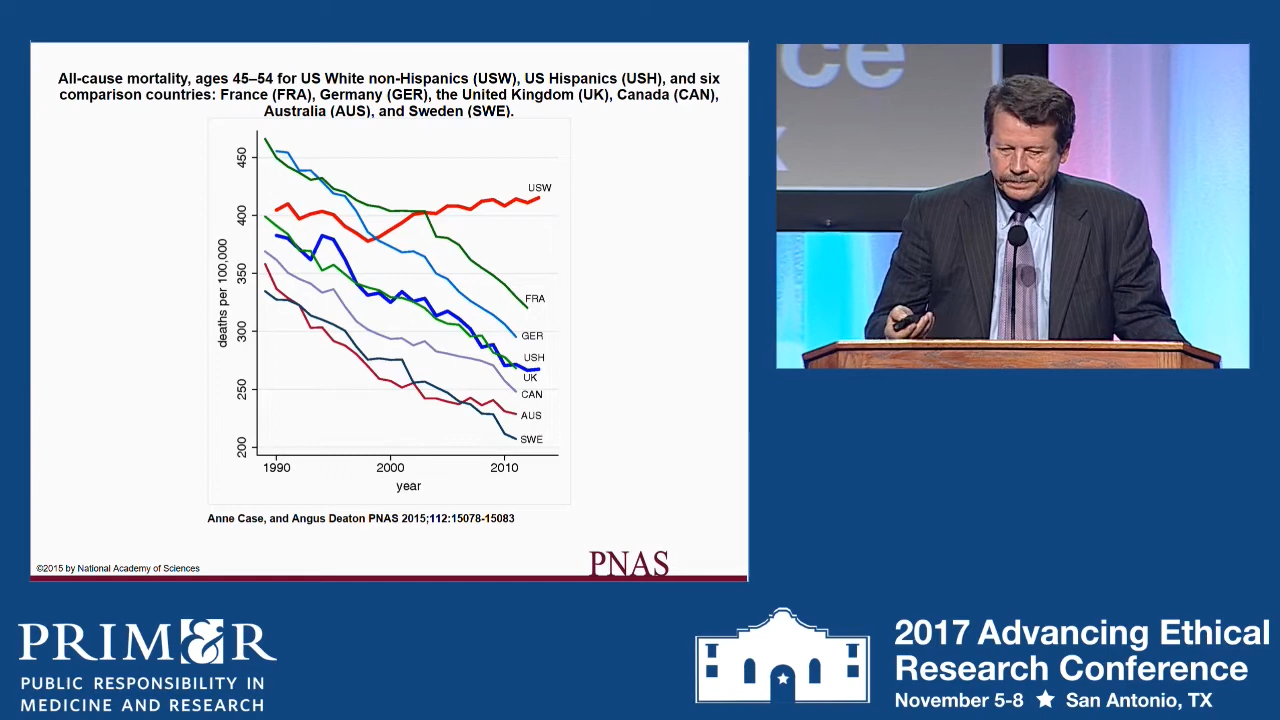 All-cause mortality, ages 45–54 for US White non-Hispanics (USW), US Hispanics (USH), and six
comparison countries: France (FRA), Germany (GER), the United Kingdom (UK), Canada (CAN),
Australia (AUS), and Sweden (SWE).
deaths per 100,000
450
400
350
300
250
200
USW
FRA
GER
USH
UK
CAN
AUS
SWE
1990
2000
2010
year
Anne Case, and Angus Deaton PNAS 2015;112:15078-15083
©2015 by National Academy of Sciences
PNAS
ce
PRIM&R
PUBLIC RESPONSIBILITY IN
MEDICINE AND RESEARCH
2017 Advancing Ethical
Research Conference
November 5-8 ★ San Antonio, TX